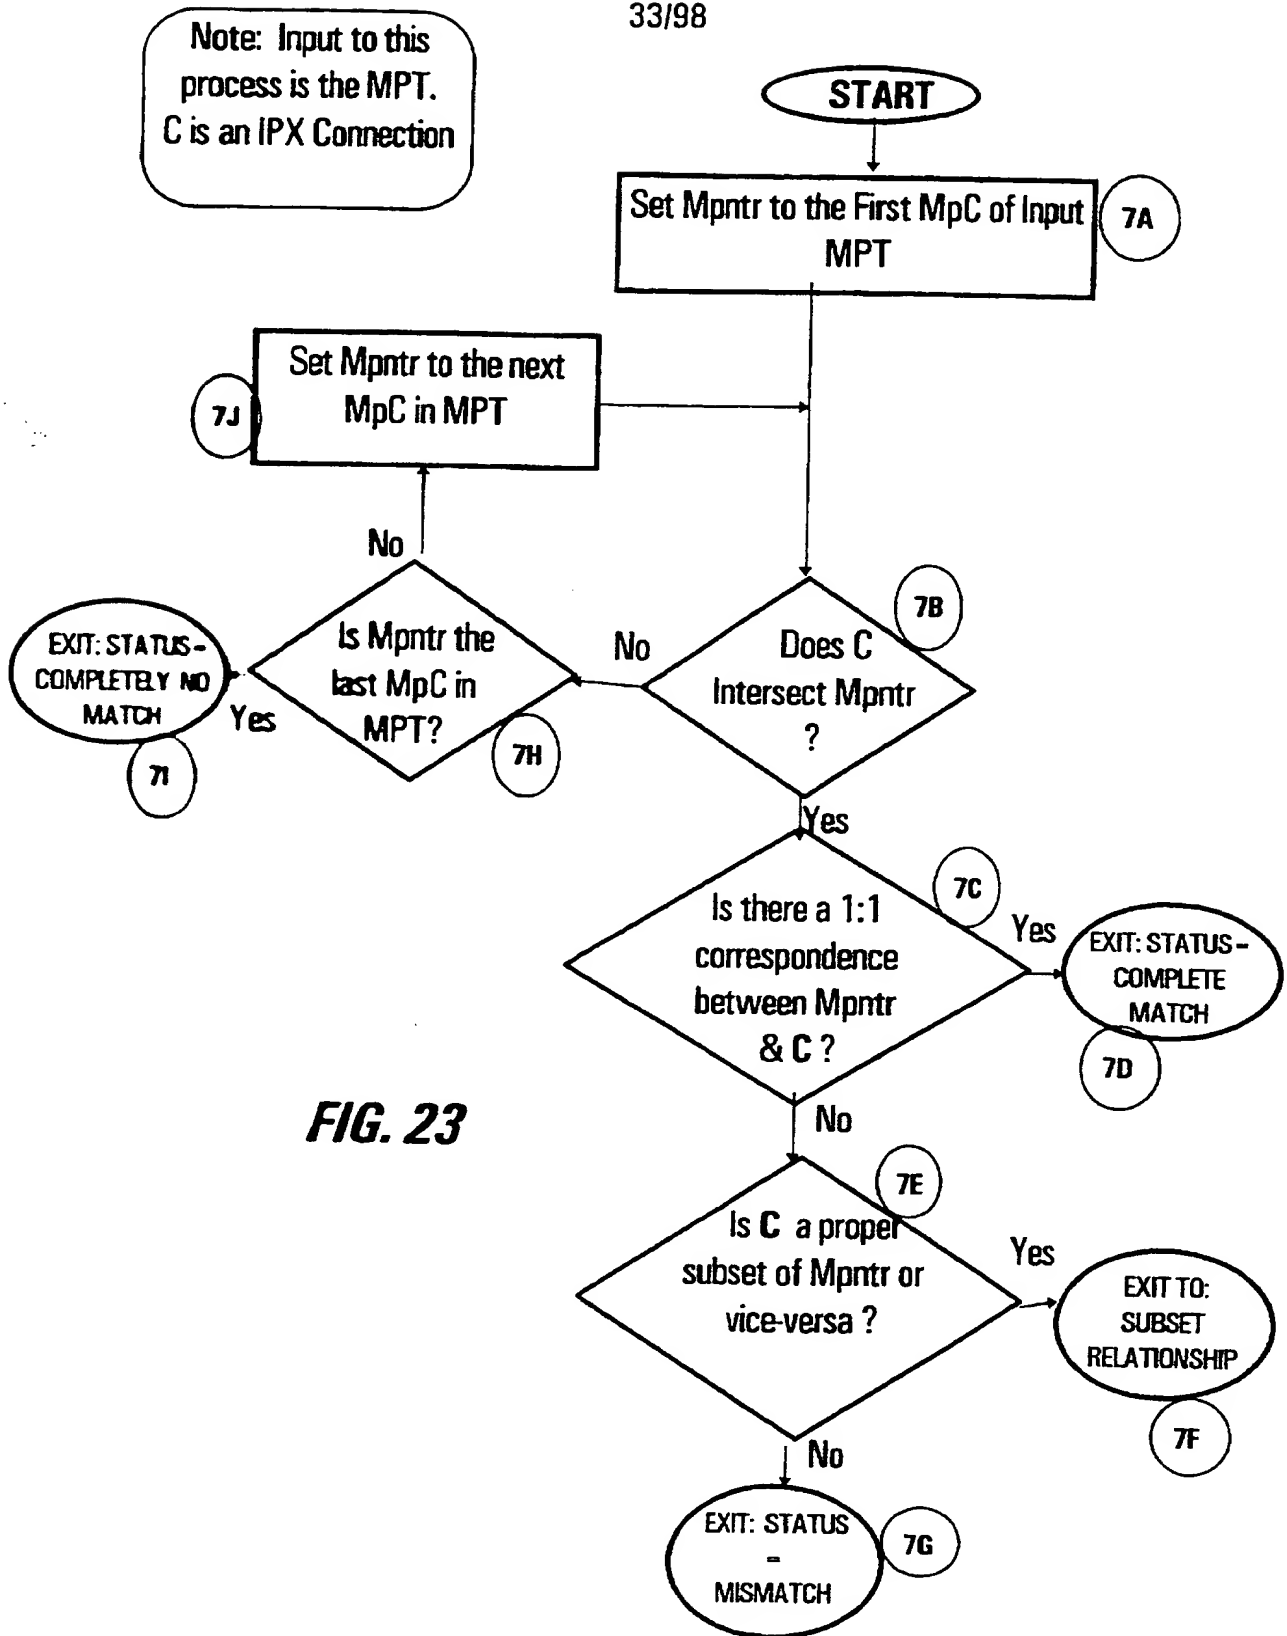 33/98
Note: Input to this
process is the MPT.
C is an IPX Connection
START
Set Mpntr to the First MpC of Input
MPT
7A
Set Mpntr to the next
MpC in MPT
7J
No
Is Mpntr the
last MpC in
MPT?
7H
EXIT: STATUS-
COMPLETELY NO
MATCH
Yes
7I
No
7B
Does C
Intersect Mpntr
?
Yes
7C
Is there a 1:1
correspondence
between Mpntr
& C ?
Yes
EXIT: STATUS-
COMPLETE
MATCH
7D
No
FIG. 23
7E
Is C a proper
subset of Mpntr or
vice-versa ?
Yes
EXIT TO:
SUBSET
RELATIONSHIP
7F
No
EXIT: STATUS
-
MISMATCH
7G